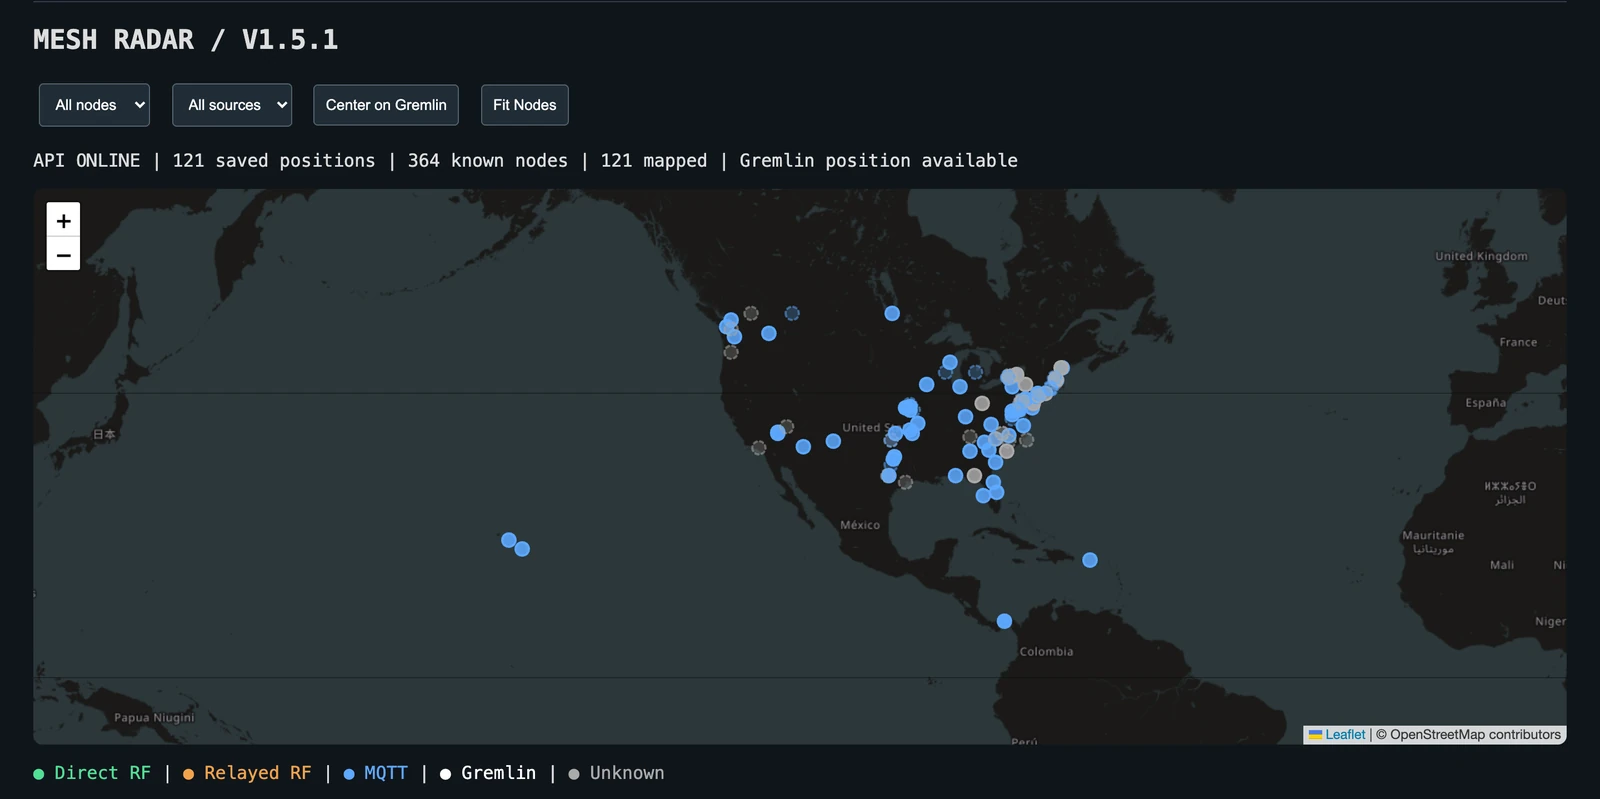 MESH RADAR / V1.5.1
All nodes
All sources
Center on Gremlin
Fit Nodes
API ONLINE | 121 saved positions | 364 known nodes | 121 mapped | Gremlin position available
+
−
United Kingdom
Deut
France
España
日本
United S
ⵍⵣⵣⴰⵢⴻⵔ
الجزائر
México
Mauritanie
موريتانيا
Mali
Ni
Niger
Colombia
Papua Niugini
Perú
Leaflet | © OpenStreetMap contributors
Direct RF | Relayed RF | MQTT | Gremlin | Unknown